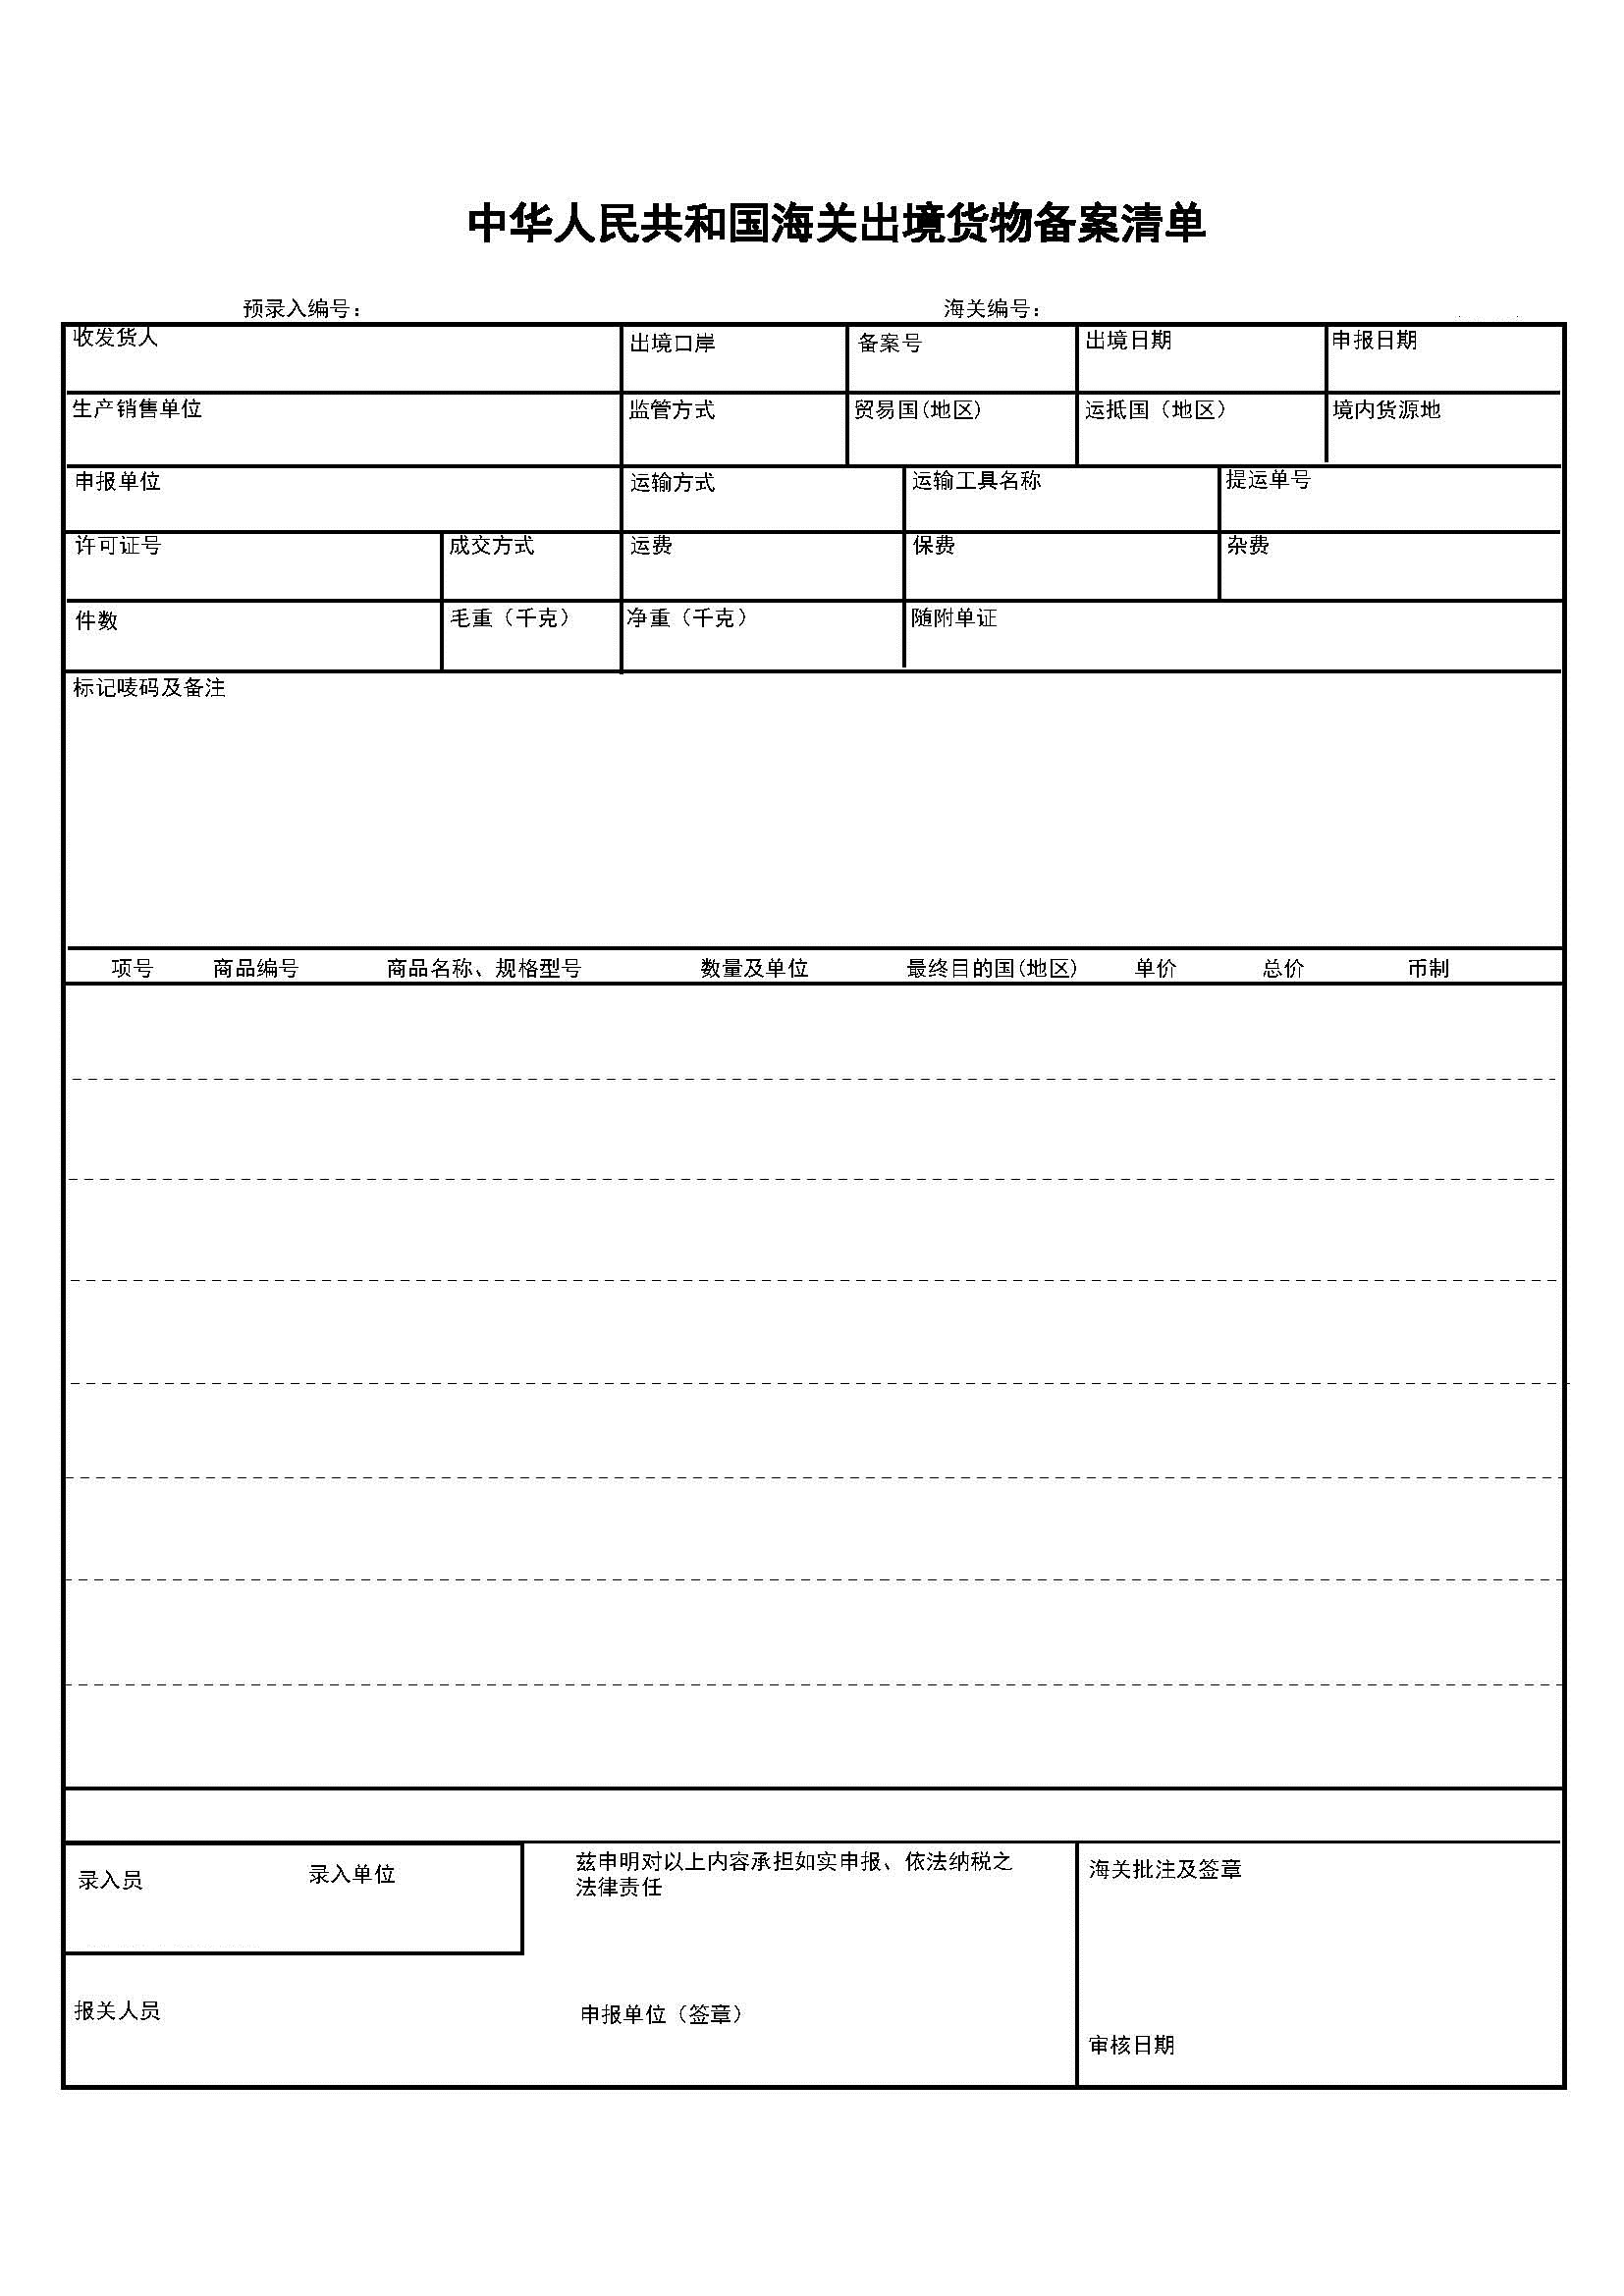 中华人民共和国海关出境货物备案清单
预录入编号： 海关编号：
收发货人 出境口岸 备案号 出境日期 申报日期
生产销售单位 监管方式 贸易国(地区) 运抵国（地区） 境内货源地
申报单位 运输方式 运输工具名称 提运单号
许可证号 成交方式 运费 保费 杂费
件数 毛重（千克） 净重（千克） 随附单证
标记唛码及备注
项号 商品编号 商品名称、规格型号 数量及单位 最终目的国(地区) 单价 总价 币制
录入员 录入单位 兹申明对以上内容承担如实申报、依法纳税之 海关批注及签章
法律责任
报关人员 申报单位（签章）
审核日期